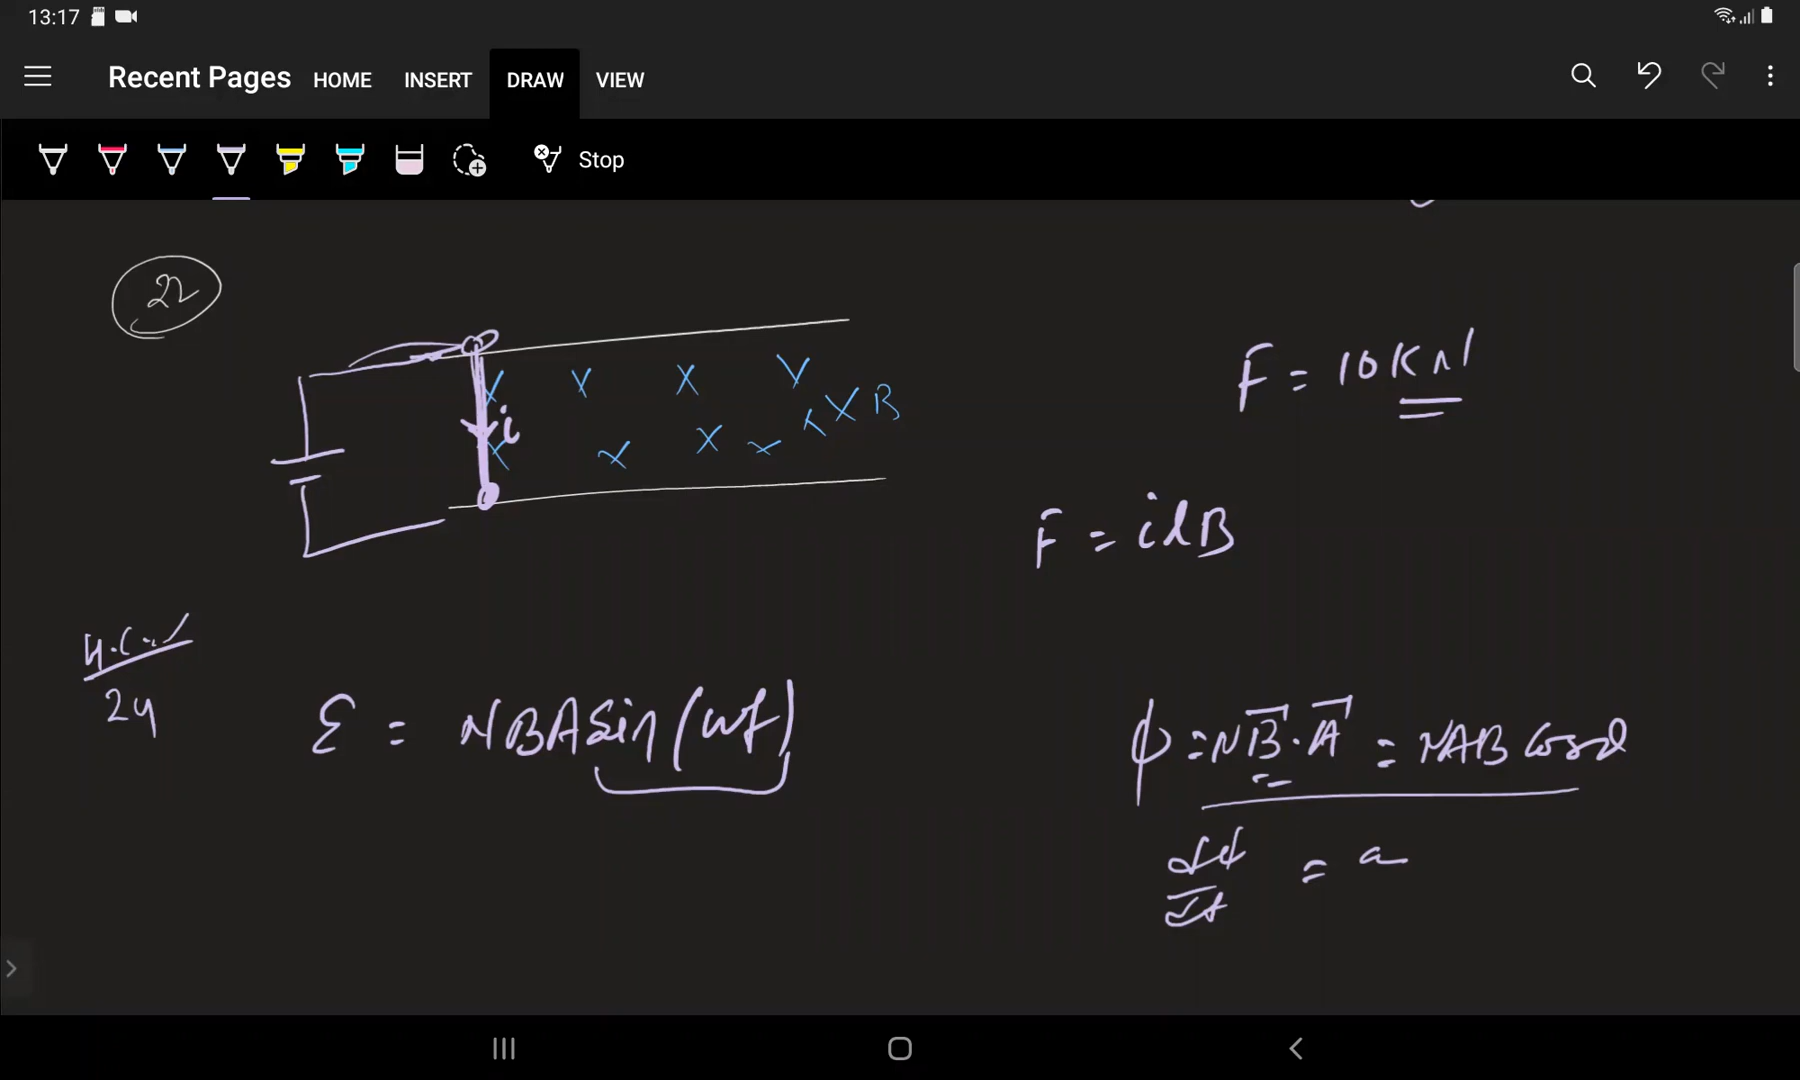 13:17
Recent Pages HOME INSERT DRAW VIEW
Stop
22
F = 10KN
X X X X X B
i
X X X X X
F = ilB
24
ε = NBA sin(ωt)
ϕ = NB⃗·A⃗ = NAB cos
dϕ/dt =